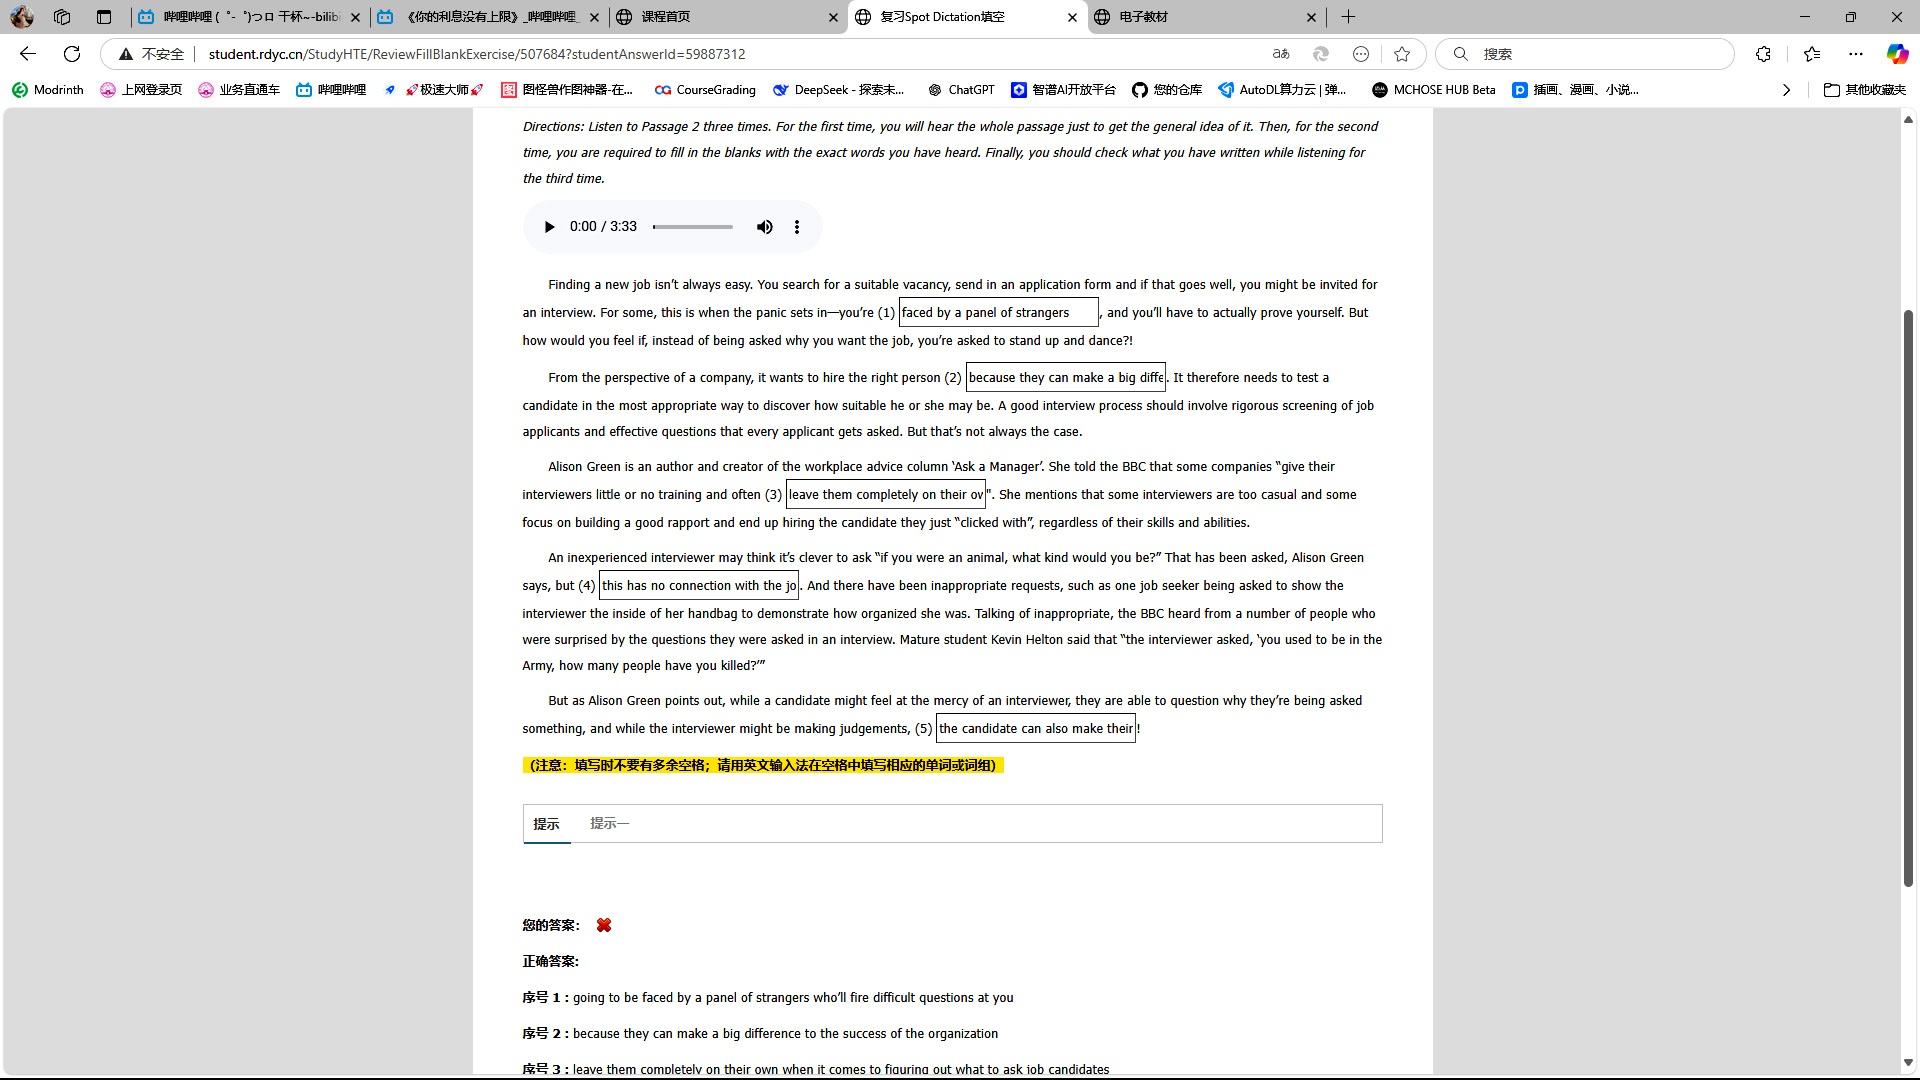 哔哩哔哩 (゜-゜)つロ 干杯~-bilibi
《你的利息没有上限》_哔哩哔哩_
课程首页
复习Spot Dictation填空
电子教材
不安全
student.rdyc.cn/StudyHTE/ReviewFillBlankExercise/507684?studentAnswerId=59887312
搜索
Modrinth
上网登录页
业务直通车
哔哩哔哩
🚀极速大师🚀
图怪兽作图神器-在...
CourseGrading
DeepSeek - 探索未...
ChatGPT
智谱AI开放平台
您的仓库
AutoDL算力云 | 弹...
MCHOSE HUB Beta
插画、漫画、小说...
其他收藏夹
Directions: Listen to Passage 2 three times. For the first time, you will hear the whole passage just to get the general idea of it. Then, for the second
time, you are required to fill in the blanks with the exact words you have heard. Finally, you should check what you have written while listening for
the third time.
0:00 / 3:33
Finding a new job isn't always easy. You search for a suitable vacancy, send in an application form and if that goes well, you might be invited for
an interview. For some, this is when the panic sets in—you're (1) faced by a panel of strangers , and you'll have to actually prove yourself. But
how would you feel if, instead of being asked why you want the job, you're asked to stand up and dance?!
From the perspective of a company, it wants to hire the right person (2) because they can make a big diffe. It therefore needs to test a
candidate in the most appropriate way to discover how suitable he or she may be. A good interview process should involve rigorous screening of job
applicants and effective questions that every applicant gets asked. But that's not always the case.
Alison Green is an author and creator of the workplace advice column 'Ask a Manager'. She told the BBC that some companies "give their
interviewers little or no training and often (3) leave them completely on their ov". She mentions that some interviewers are too casual and some
focus on building a good rapport and end up hiring the candidate they just "clicked with", regardless of their skills and abilities.
An inexperienced interviewer may think it's clever to ask "if you were an animal, what kind would you be?" That has been asked, Alison Green
says, but (4) this has no connection with the jo. And there have been inappropriate requests, such as one job seeker being asked to show the
interviewer the inside of her handbag to demonstrate how organized she was. Talking of inappropriate, the BBC heard from a number of people who
were surprised by the questions they were asked in an interview. Mature student Kevin Helton said that "the interviewer asked, 'you used to be in the
Army, how many people have you killed?'"
But as Alison Green points out, while a candidate might feel at the mercy of an interviewer, they are able to question why they're being asked
something, and while the interviewer might be making judgements, (5) the candidate can also make their !
（注意：填写时不要有多余空格；请用英文输入法在空格中填写相应的单词或词组）
提示 提示一
您的答案: ✖
正确答案:
序号 1 : going to be faced by a panel of strangers who'll fire difficult questions at you
序号 2 : because they can make a big difference to the success of the organization
序号 3 : leave them completely on their own when it comes to figuring out what to ask job candidates